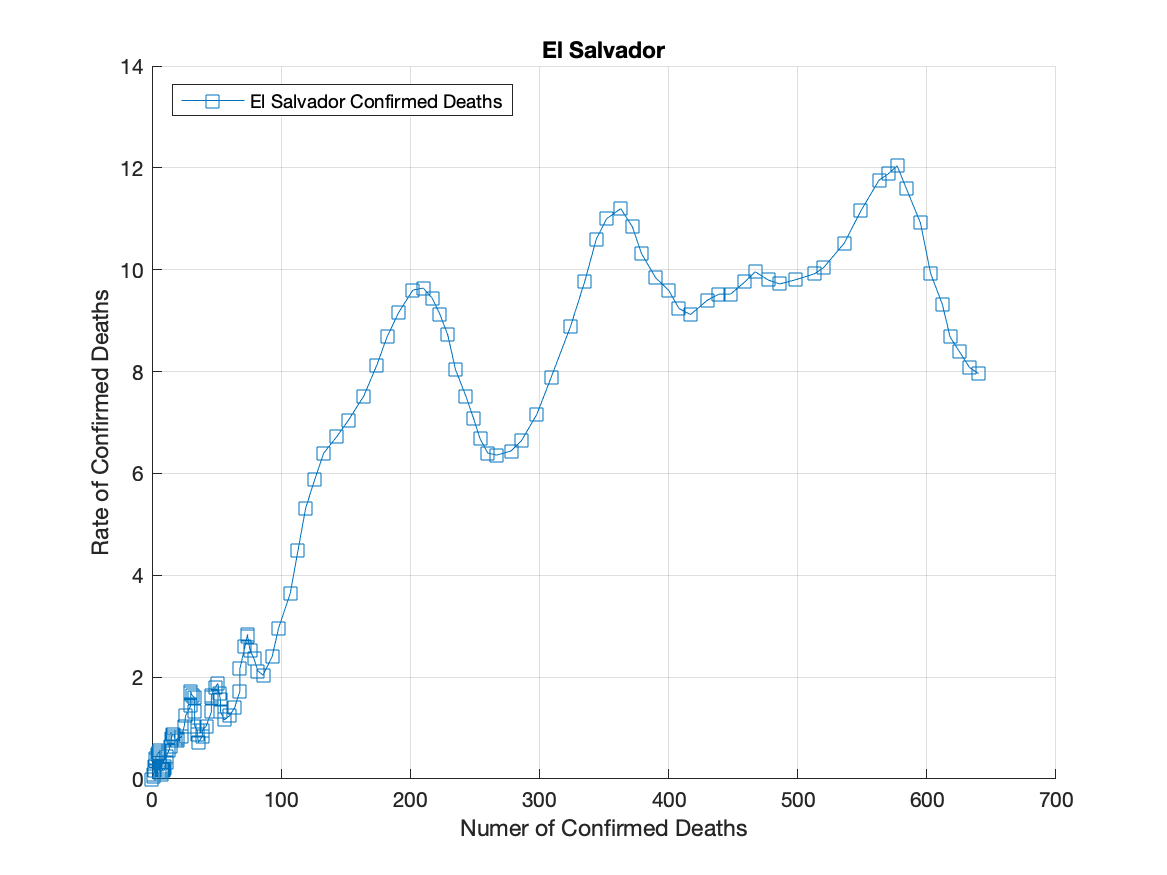 El Salvador
El Salvador Confirmed Deaths
14
12
10
8
6
4
2
0
Rate of Confirmed Deaths
0 100 200 300 400 500 600 700
Numer of Confirmed Deaths